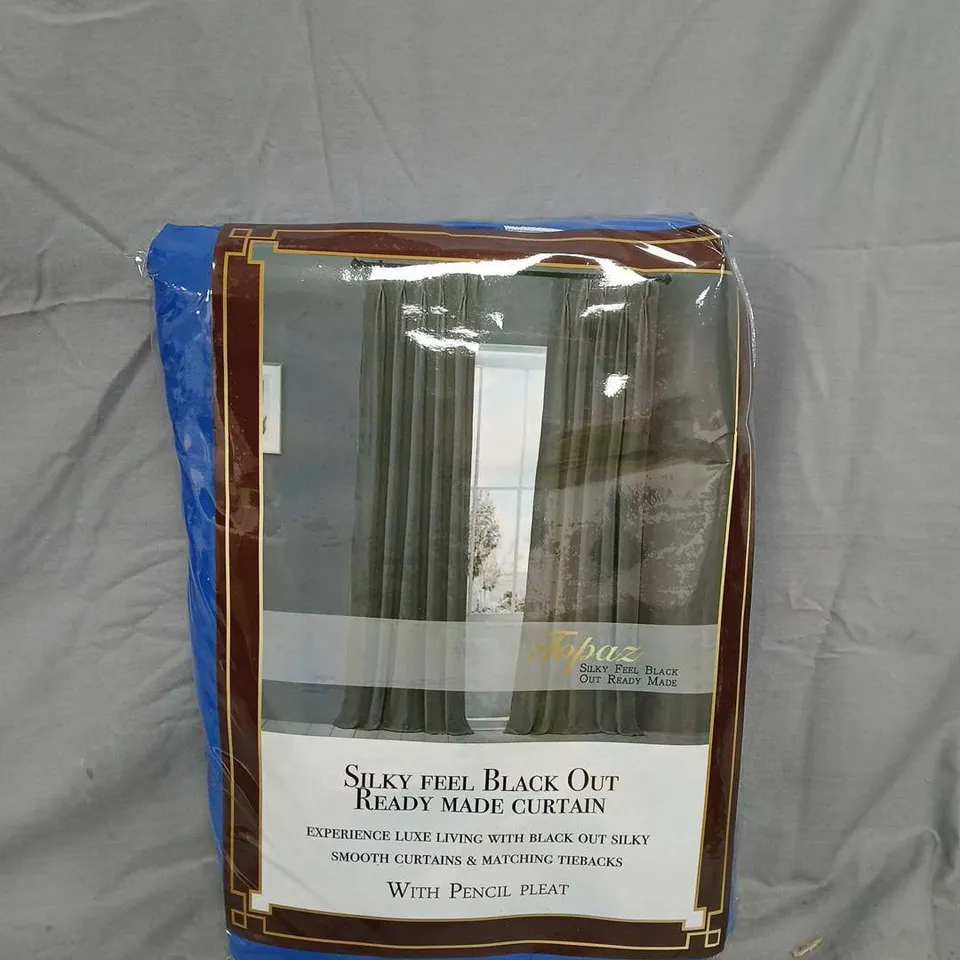 Topaz
SILKY FEEL BLACK
OUT READY MADE
SILKY FEEL BLACK OUT
READY MADE CURTAIN
EXPERIENCE LUXE LIVING WITH BLACK OUT SILKY
SMOOTH CURTAINS & MATCHING TIEBACKS
WITH PENCIL PLEAT